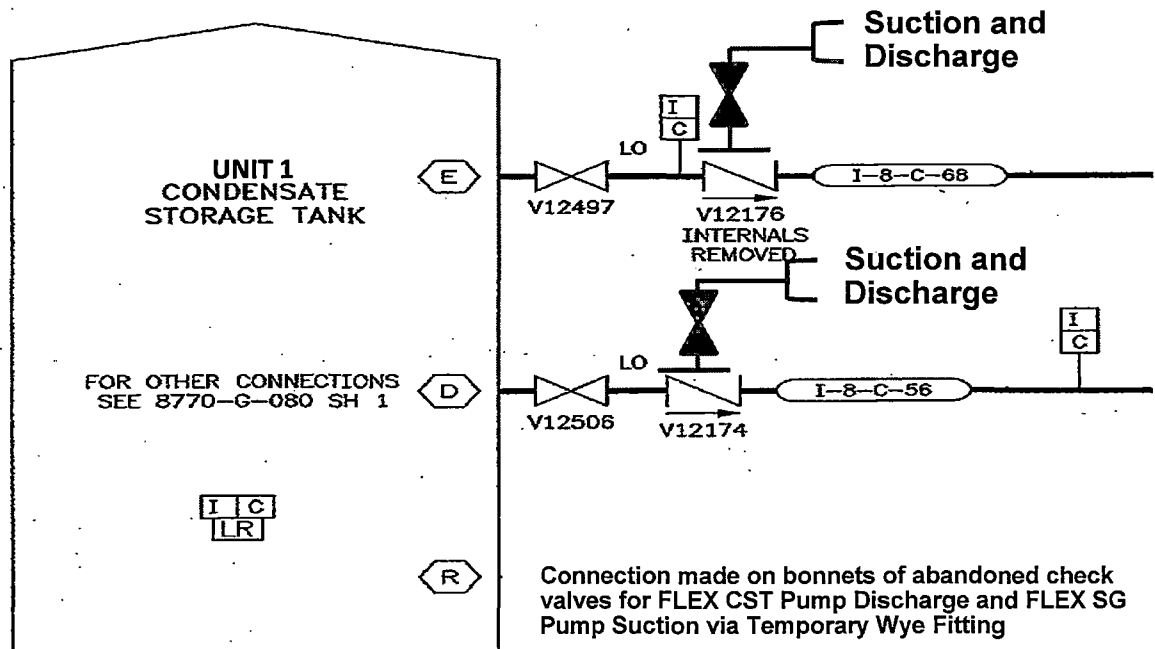 Suction and
Discharge
I
C
LO
UNIT 1
CONDENSATE
STORAGE TANK
E
I-8-C-68
V12497
V12176
INTERNALS
REMOVED
Suction and
Discharge
I
C
LO
FOR OTHER CONNECTIONS
SEE 8770-G-080 SH 1
D
I-8-C-56
V12506
V12174
I C
LR
R
Connection made on bonnets of abandoned check
valves for FLEX CST Pump Discharge and FLEX SG
Pump Suction via Temporary Wye Fitting